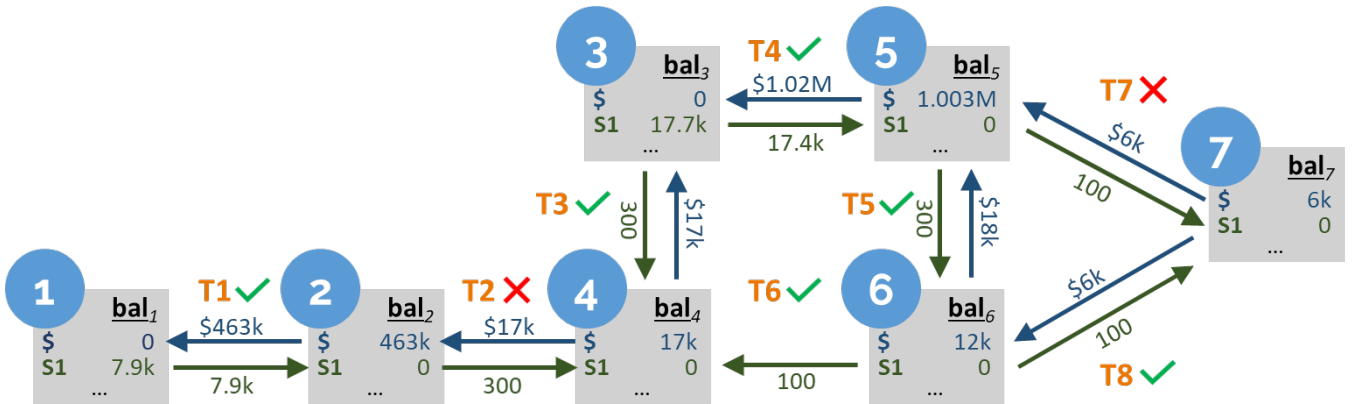 3
bal3
$ 0
S1 17.7k
...
T4
$1.02M
17.4k
5
bal5
$ 1.003M
S1 0
...
T7
$6k
100
7
bal7
$ 6k
S1 0
...
T3
300
$17k
T5
300
$18k
1
bal1
$ 0
S1 7.9k
...
T1
$463k
7.9k
2
bal2
$ 463k
S1 0
...
T2
$17k
300
4
bal4
$ 17k
S1 0
...
T6
100
6
bal6
$ 12k
S1 0
...
$6k
100
T8